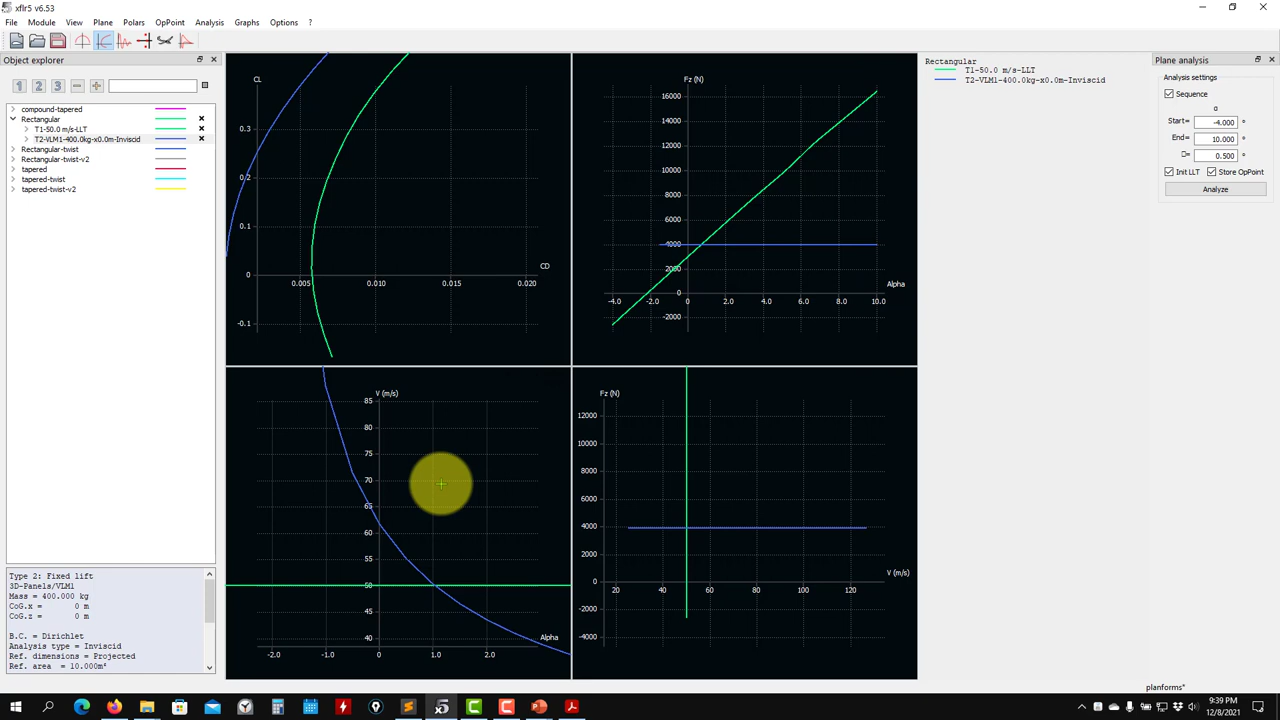 xflr5 v6.53
File Module View Plane Polars OpPoint Analysis Graphs Options ?
Object explorer
1 2 3 - +
compound-tapered
Rectangular
T1-50.0 m/s-LLT
T2-VLM1-400.0kg-x0.0m-Inviscid
Rectangular-twist
Rectangular-twist-v2
tapered
tapered-twist
tapered-twist-v2
Type 2: Fixed lift
3D-Panels/VLM1
Mass = 400.000 kg
CoG.x = 0 m
CoG.z = 0 m
B.C. = Dirichlet
Analysis type = Inviscid
Ref. dimensions = Projected
Ref. area = 10.000m²
CL
0.3
0.2
0.1
0
-0.1
0.005 0.010 0.015 0.020
CD
Fz (N)
16000
14000
12000
10000
8000
6000
4000
2000
0
-2000
-4.0 -2.0 0 2.0 4.0 6.0 8.0 10.0
Alpha
V (m/s)
85
80
75
70
65
60
55
50
45
40
-2.0 -1.0 0 1.0 2.0
Alpha
Fz (N)
12000
10000
8000
6000
4000
2000
0
-2000
-4000
20 40 60 80 100 120
V (m/s)
Rectangular
T1-50.0 m/s-LLT
T2-VLM1-400.0kg-x0.0m-Inviscid
Plane analysis
Analysis settings
Sequence
α
Start= -4.000 °
End= 10.000 °
= 0.500 °
Init LLT Store OpPoint
Analyze
planforms*
9:39 PM
12/8/2021